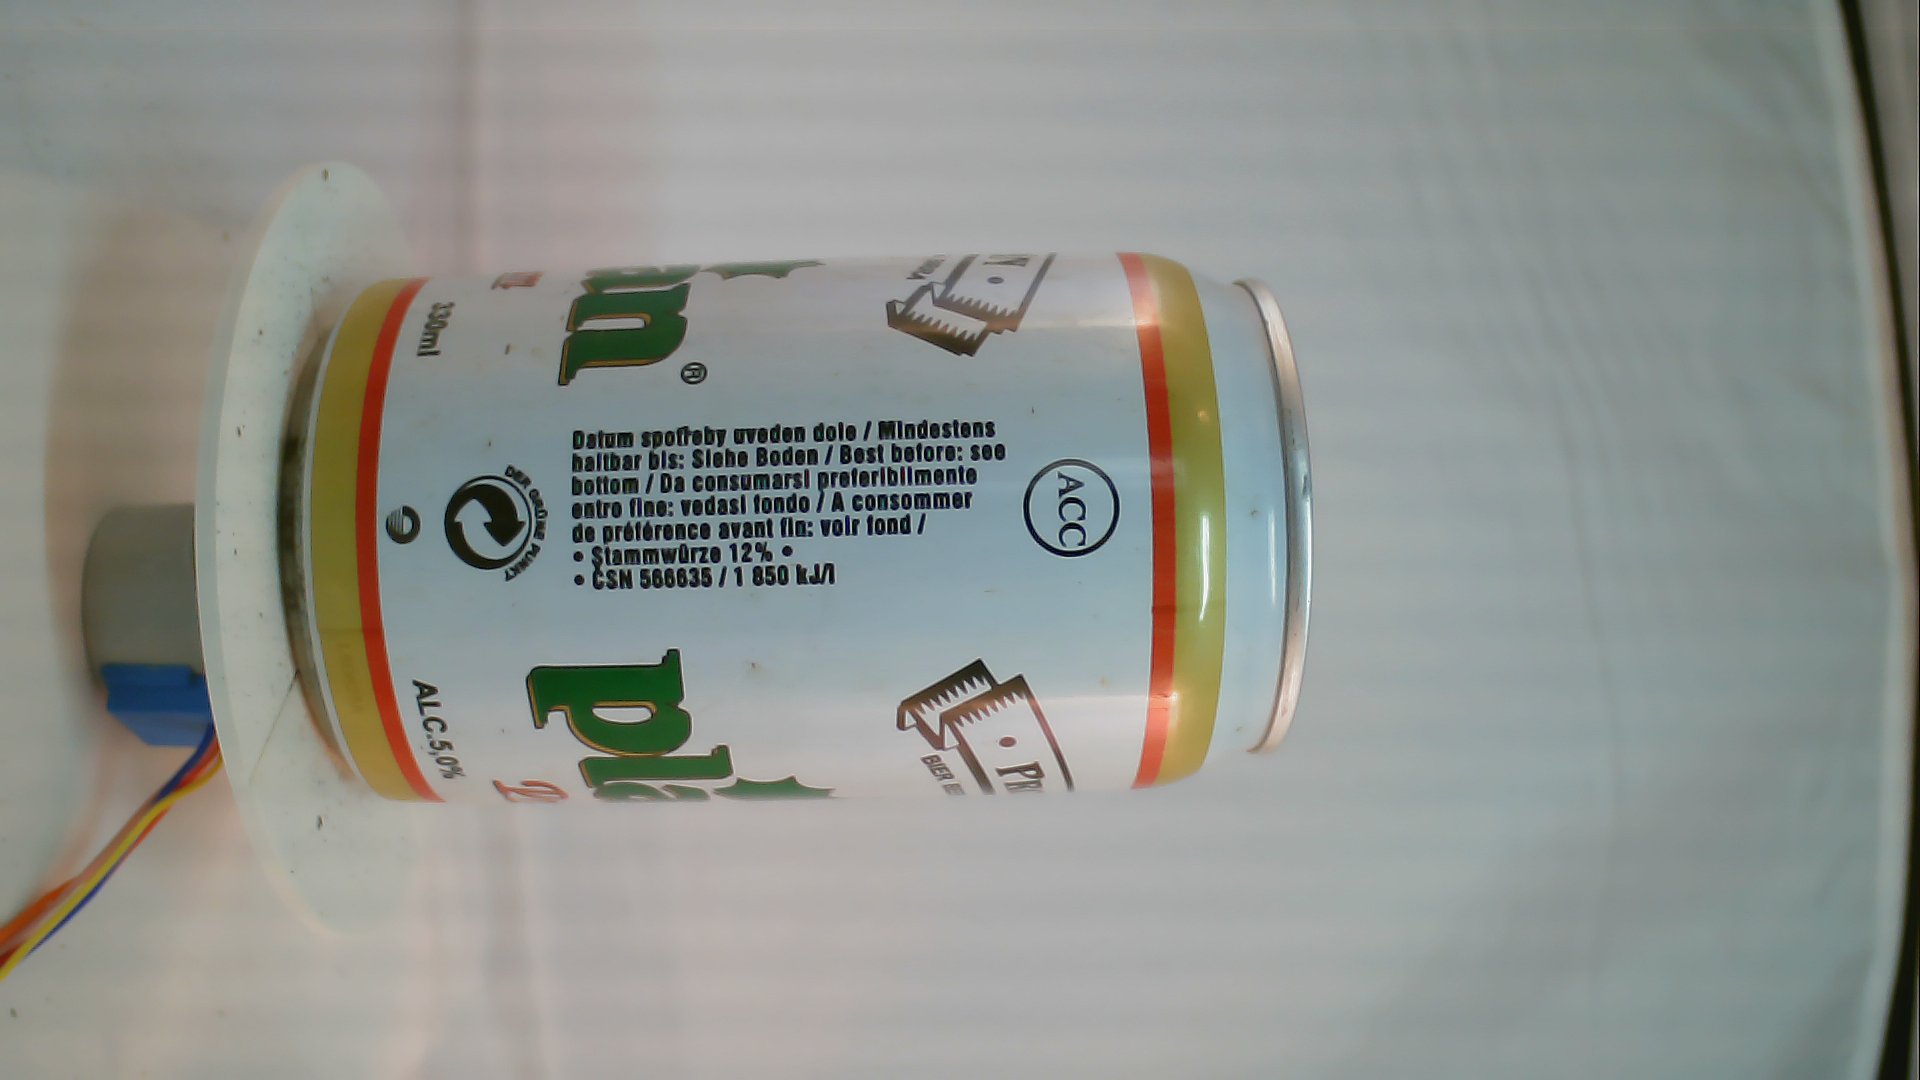 Datum spotřeby uveden dole / Mindestens
haltbar bis: Siehe Boden / Best before: see
bottom / Da consumarsi preferibilmente
entro fine: vedasi fondo / A consommer
de préférence avant fin: voir fond /
• Stammwürze 12% •
• ČSN 566635 / 1 850 kJ/l
ACC
DER GRÜNE PUNKT
330ml
®
ALC.5,0%
BIER